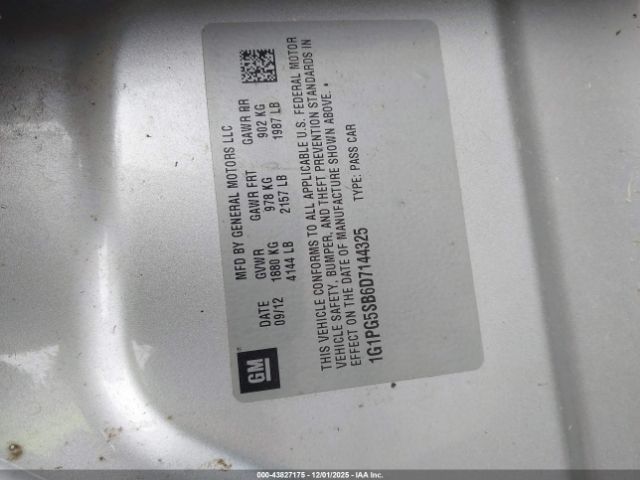 MFD BY GENERAL MOTORS LLC
DATE GVWR GAWR FRT GAWR RR
09/12 1880 KG 978 KG 902 KG
4144 LB 2157 LB 1987 LB
THIS VEHICLE CONFORMS TO ALL APPLICABLE U.S. FEDERAL MOTOR
VEHICLE SAFETY, BUMPER, AND THEFT PREVENTION STANDARDS IN
EFFECT ON THE DATE OF MANUFACTURE SHOWN ABOVE.
1G1PG5SB6D7144325 TYPE: PASS CAR
GM
000-43827175 - 12/01/2025 - IAAI.COM